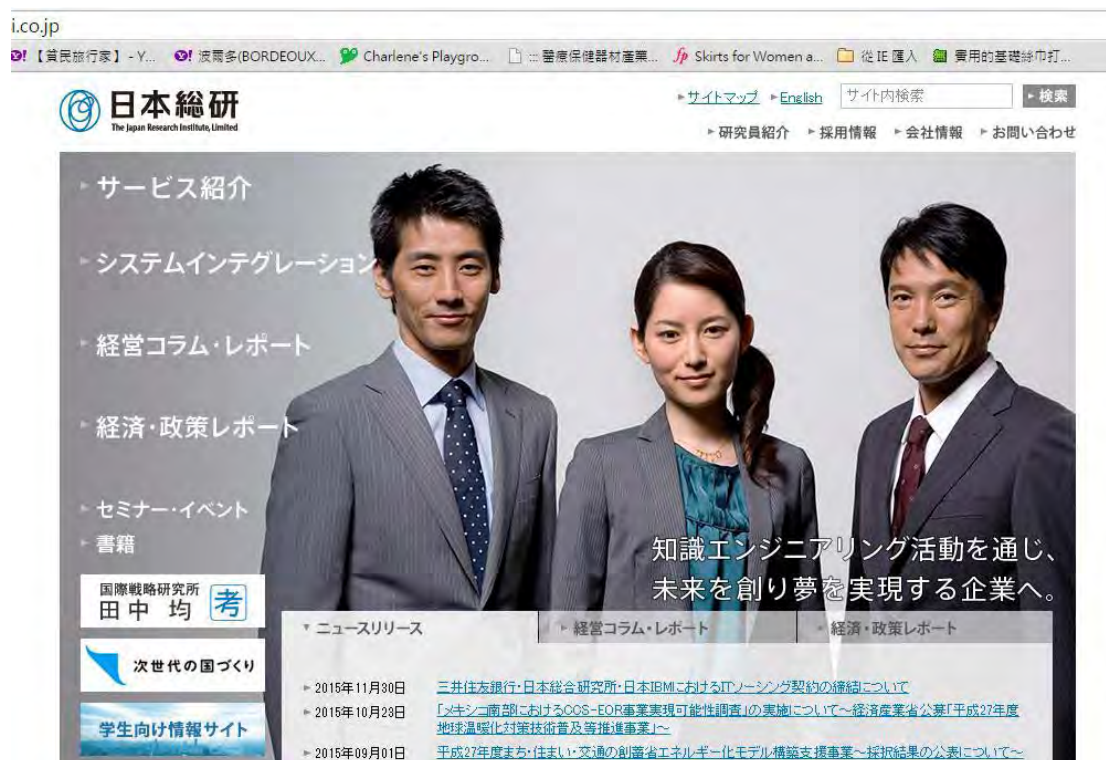 i.co.jp
【貧民旅行家】 - Y... 波爾多(BORDEOUX... Charlene's Playgro... ::: 醫療保健器材產業... Skirts for Women a... 從 IE 匯入 實用的基礎絲巾打...
日本総研
The Japan Research Institute, Limited
サイトマップ English サイト内検索 検索
研究員紹介 採用情報 会社情報 お問い合わせ
サービス紹介
システムインテグレーション
経営コラム・レポート
経済・政策レポート
セミナー・イベント
書籍
知識エンジニアリング活動を通じ、
未来を創り夢を実現する企業へ。
国際戦略研究所
田中 均 考
次世代の国づくり
学生向け情報サイト
ニュースリリース 経営コラム・レポート 経済・政策レポート
2015年11月30日 三井住友銀行・日本総合研究所・日本IBMにおけるITソーシング契約の締結について
2015年10月23日 「メキシコ南部におけるCCS-EOR事業実現可能性調査」の実施について～経済産業省公募「平成27年度
地球温暖化対策技術普及等推進事業」～
2015年09月01日 平成27年度まち・住まい・交通の創蓄省エネルギー化モデル構築支援事業～採択結果の公表について～